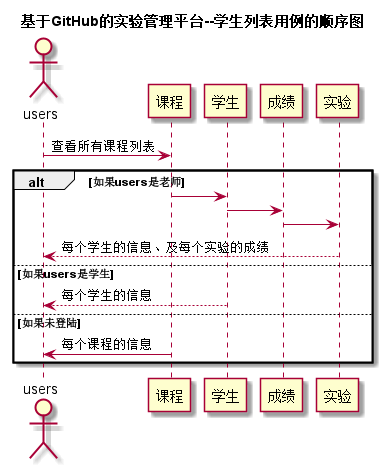 基于GitHub的实验管理平台--学生列表用例的顺序图
users
课程 学生 成绩 实验
查看所有课程列表
alt [如果users是老师]
每个学生的信息、及每个实验的成绩
[如果users是学生]
每个学生的信息
[如果未登陆]
每个课程的信息
users
课程 学生 成绩 实验